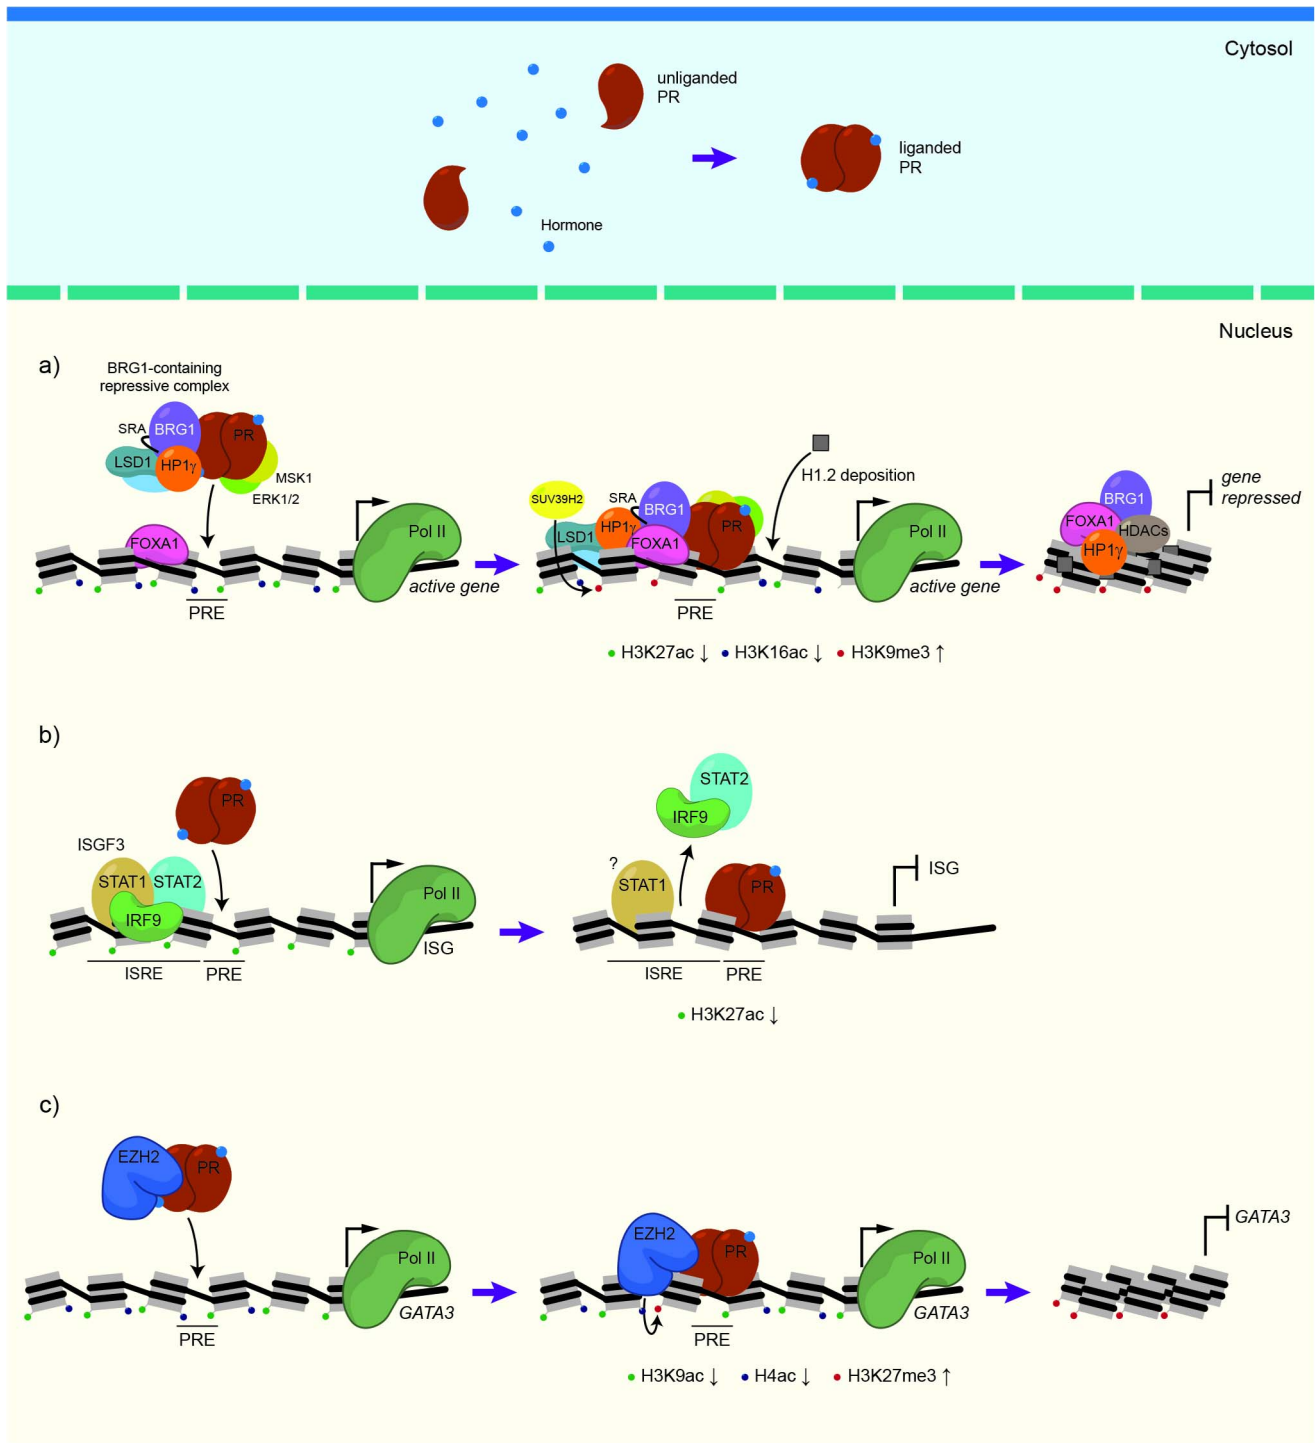 Cytosol
unliganded
PR
liganded
PR
Hormone
Nucleus
a)
BRG1-containing
repressive complex
SRA
BRG1
PR
LSD1
HP1γ
MSK1
ERK1/2
FOXA1
Pol II
active gene
PRE
SUV39H2
SRA
BRG1
HP1γ
PR
LSD1
FOXA1
H1.2 deposition
Pol II
active gene
PRE
BRG1
FOXA1
HDACs
HP1γ
gene
repressed
H3K27ac ↓ H3K16ac ↓ H3K9me3 ↑
b)
PR
ISGF3
STAT1
STAT2
IRF9
Pol II
ISG
ISRE
PRE
STAT2
IRF9
?
STAT1
PR
ISG
ISRE
PRE
H3K27ac ↓
c)
EZH2
PR
Pol II
GATA3
PRE
EZH2
PR
Pol II
GATA3
PRE
GATA3
H3K9ac ↓ H4ac ↓ H3K27me3 ↑